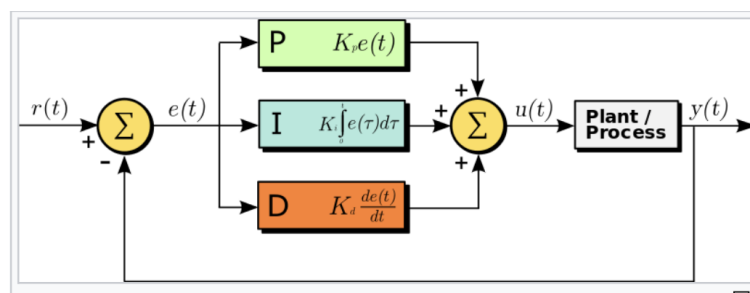 P K_p e(t)
r(t)
+
-
Σ
e(t)
I K_i ∫_0^t e(τ)dτ
+
+
+
Σ
u(t)
Plant /
Process
y(t)
D K_d de(t)/dt